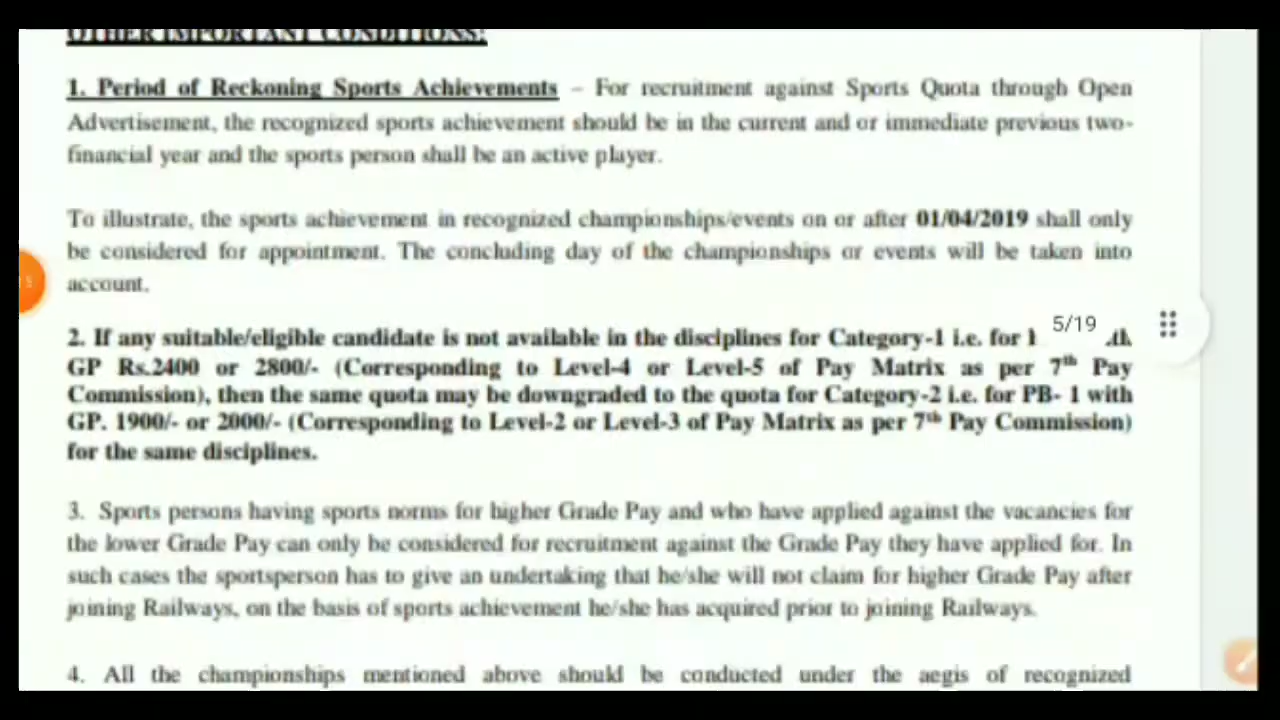 OTHER IMPORTANT CONDITIONS:
1. Period of Reckoning Sports Achievements – For recruitment against Sports Quota through Open
Advertisement, the recognized sports achievement should be in the current and or immediate previous two-
financial year and the sports person shall be an active player.
To illustrate, the sports achievement in recognized championships/events on or after 01/04/2019 shall only
be considered for appointment. The concluding day of the championships or events will be taken into
account.
2. If any suitable/eligible candidate is not available in the disciplines for Category-1 i.e. for
5/19
GP Rs.2400 or 2800/- (Corresponding to Level-4 or Level-5 of Pay Matrix as per 7th Pay
Commission), then the same quota may be downgraded to the quota for Category-2 i.e. for PB- 1 with
GP. 1900/- or 2000/- (Corresponding to Level-2 or Level-3 of Pay Matrix as per 7th Pay Commission)
for the same disciplines.
3. Sports persons having sports norms for higher Grade Pay and who have applied against the vacancies for
the lower Grade Pay can only be considered for recruitment against the Grade Pay they have applied for. In
such cases the sportsperson has to give an undertaking that he/she will not claim for higher Grade Pay after
joining Railways, on the basis of sports achievement he/she has acquired prior to joining Railways.
4. All the championships mentioned above should be conducted under the aegis of recognized